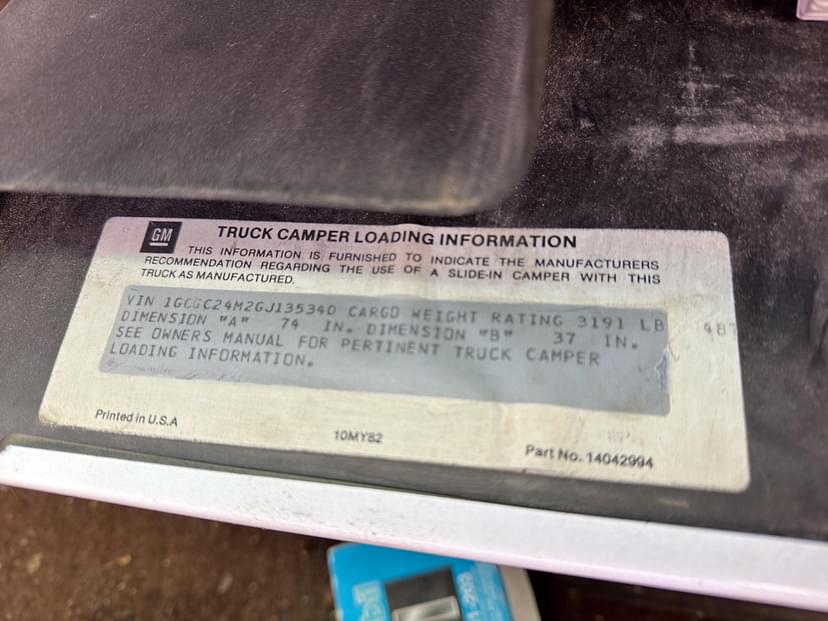 GM
TRUCK CAMPER LOADING INFORMATION
THIS INFORMATION IS FURNISHED TO INDICATE THE MANUFACTURERS
RECOMMENDATION REGARDING THE USE OF A SLIDE-IN CAMPER WITH THIS
TRUCK AS MANUFACTURED.
VIN 1GCGC24M2GJ135340 CARGO WEIGHT RATING 3191 LB 487
DIMENSION "A" 74 IN. DIMENSION "B" 37 IN.
SEE OWNERS MANUAL FOR PERTINENT TRUCK CAMPER
LOADING INFORMATION.
Printed in U.S.A
10MY82
Part No. 14042994